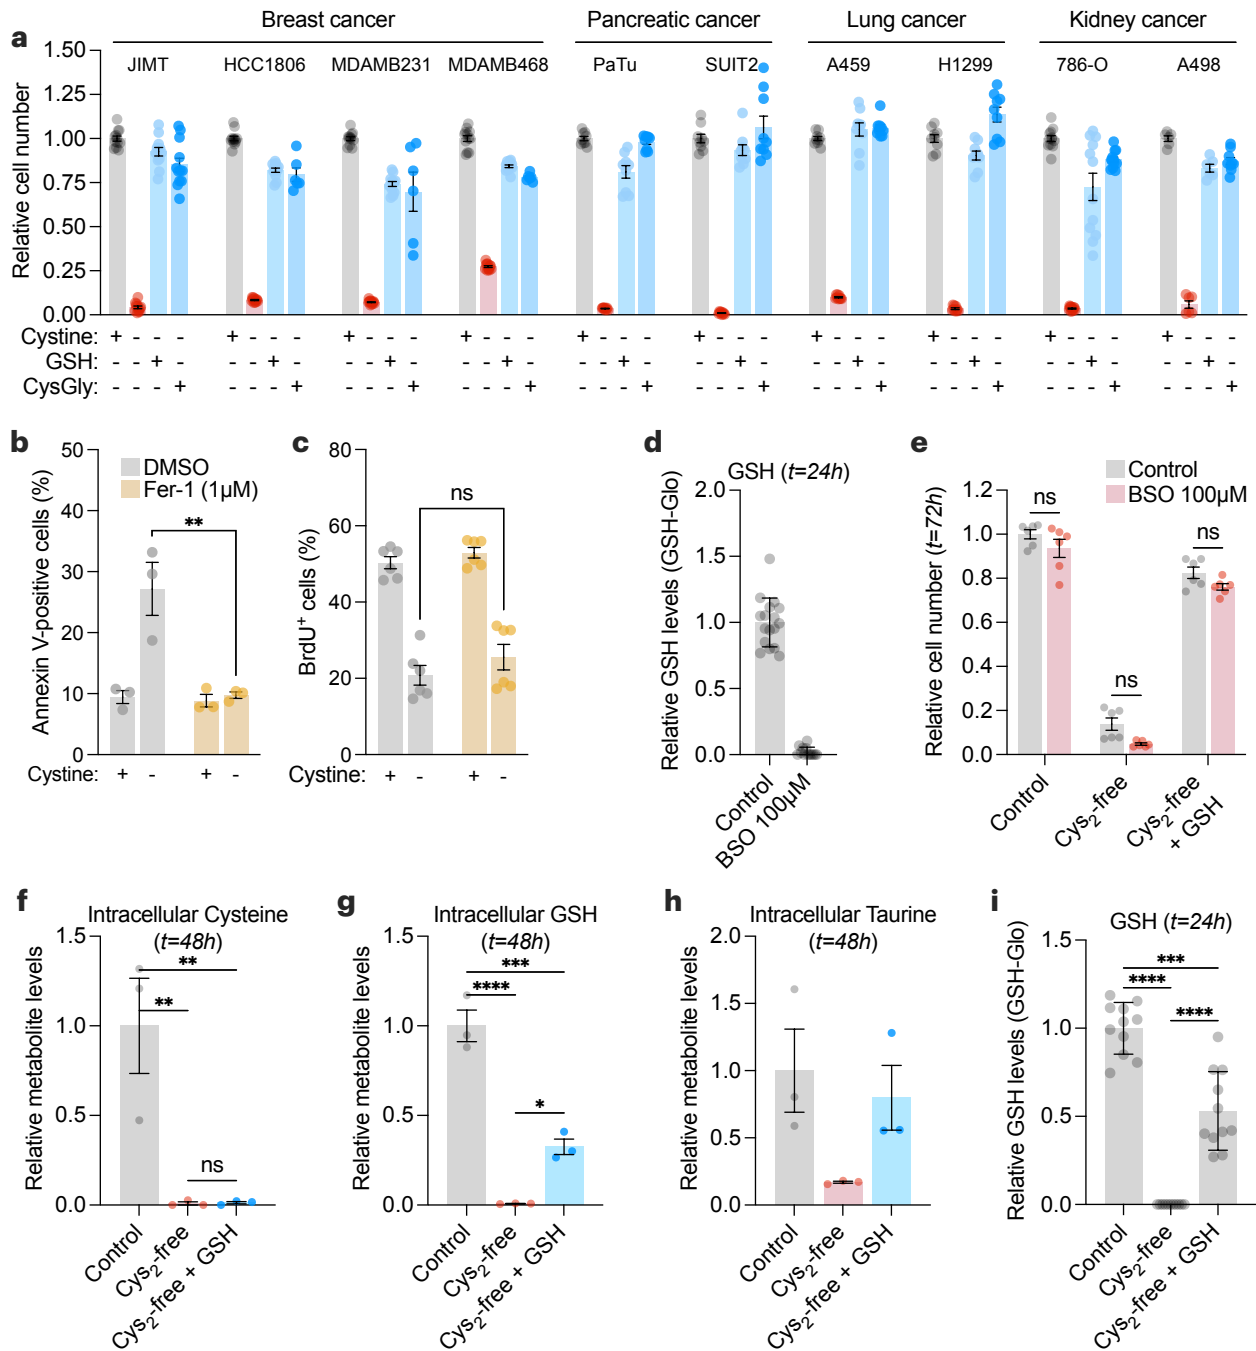 a
Breast cancer Pancreatic cancer Lung cancer Kidney cancer
JIMT HCC1806 MDAMB231 MDAMB468 PaTu SUIT2 A459 H1299 786-O A498
Relative cell number
1.50
1.25
1.00
0.75
0.50
0.25
0.00
Cystine: + - - - + - - - + - - - + - - - + - - - + - - - + - - - + - - - + - - - + - - -
GSH: - - + - - - + - - - + - - - + - - - + - - - + - - - + - - - + - - - + - - - + -
CysGly: - - - + - - - + - - - + - - - + - - - + - - - + - - - + - - - + - - - + - - - +
b
Annexin V-positive cells (%)
50
40
30
20
10
0
DMSO
Fer-1 (1µM)
**
Cystine: + - + -
c
BrdU⁺ cells (%)
80
60
40
20
0
ns
+ - + -
d
GSH (t=24h)
Relative GSH levels (GSH-Glo)
2.0
1.5
1.0
0.5
0.0
Control
BSO 100µM
e
Control
BSO 100µM
Relative cell number (t=72h)
1.0
0.8
0.6
0.4
0.2
0.0
ns
ns
ns
Control
Cys₂-free
Cys₂-free
+ GSH
f
Intracellular Cysteine
(t=48h)
Relative metabolite levels
1.5
1.0
0.5
0.0
**
**
ns
Control
Cys₂-free
Cys₂-free + GSH
g
Intracellular GSH
(t=48h)
Relative metabolite levels
1.5
1.0
0.5
0.0
***
****
*
Control
Cys₂-free
Cys₂-free + GSH
h
Intracellular Taurine
(t=48h)
Relative metabolite levels
2.0
1.5
1.0
0.5
0.0
Control
Cys₂-free
Cys₂-free + GSH
i
GSH (t=24h)
Relative GSH levels (GSH-Glo)
1.5
1.0
0.5
0.0
***
****
****
Control
Cys₂-free
Cys₂-free + GSH